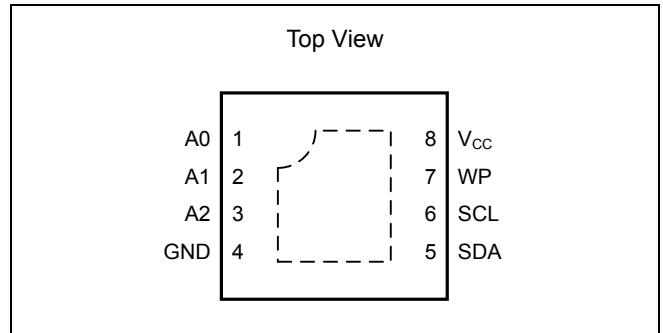 Top View
A0 1 8 VCC
A1 2 7 WP
A2 3 6 SCL
GND 4 5 SDA